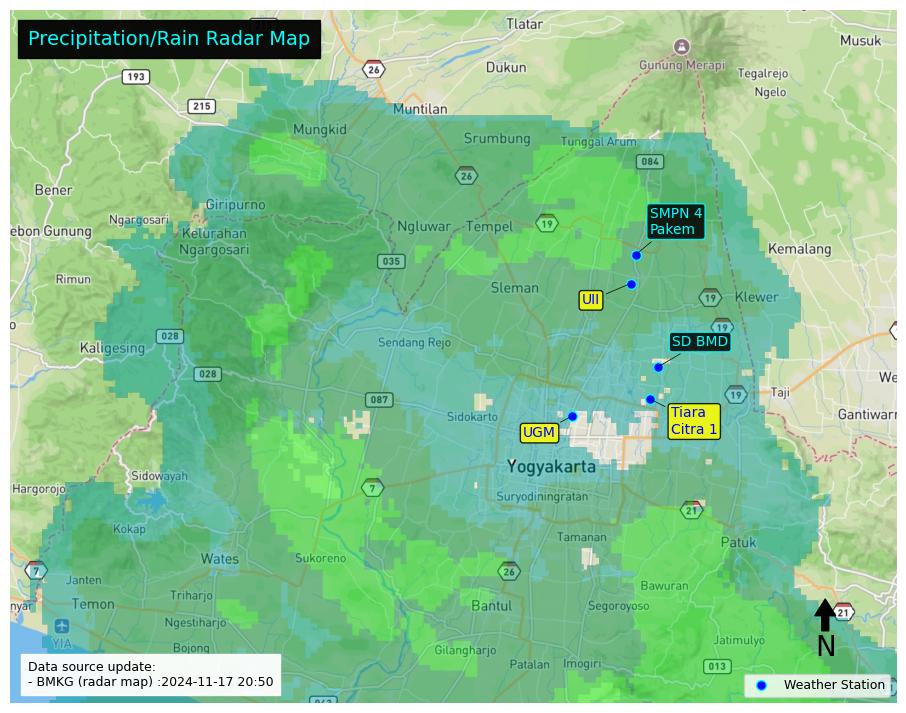 Precipitation/Rain Radar Map
Tlatar
Musuk
Gunung Merapi
Dukun
26
193
Tegalrejo
Ngelo
215
Muntilan
Mungkid
Srumbung
Tunggal Arum
084
26
Bener
Giripurno
Ngargosari
SMPN 4
Pakem
Ngluwar
Tempel
19
ebon Gunung
Kelurahan
Ngargosari
Kemalang
035
Rimun
Sleman
UII
19
Klewer
028
19
Kaligesing
Sendang Rejo
SD BMD
028
087
19
Taji
We
Sidokarto
Tiara
Citra 1
Gantiwarn
UGM
Yogyakarta
Sidowayah
Hargorojo
7
Suryodiningratan
21
Kokap
Tamanan
Patuk
Wates
Sukoreno
7
Janten
26
Bawuran
Triharjo
nyar
Temon
Bantul
Segoroyoso
21
Ngestiharjo
YIA
Bojong
Gilangharjo
Jatimulyo
N
Data source update:
- BMKG (radar map) :2024-11-17 20:50
Patalan
Imogiri
013
Weather Station